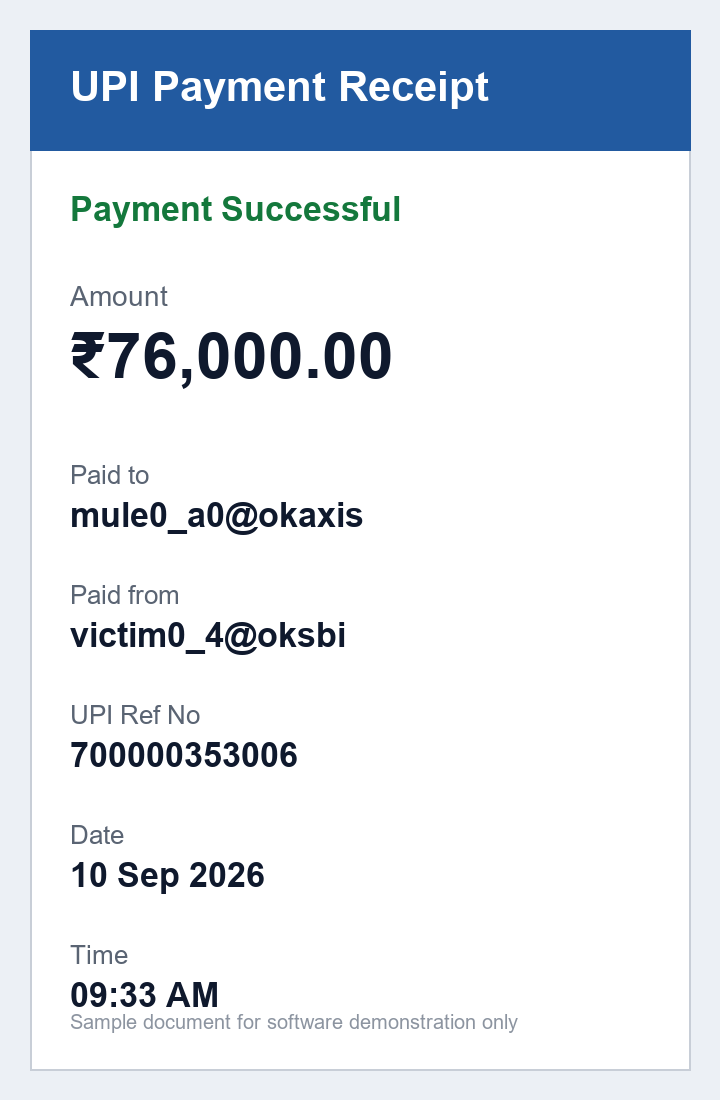 UPI Payment Receipt
Payment Successful
Amount
₹76,000.00
Paid to
mule0_a0@okaxis
Paid from
victim0_4@oksbi
UPI Ref No
700000353006
Date
10 Sep 2026
Time
09:33 AM
Sample document for software demonstration only